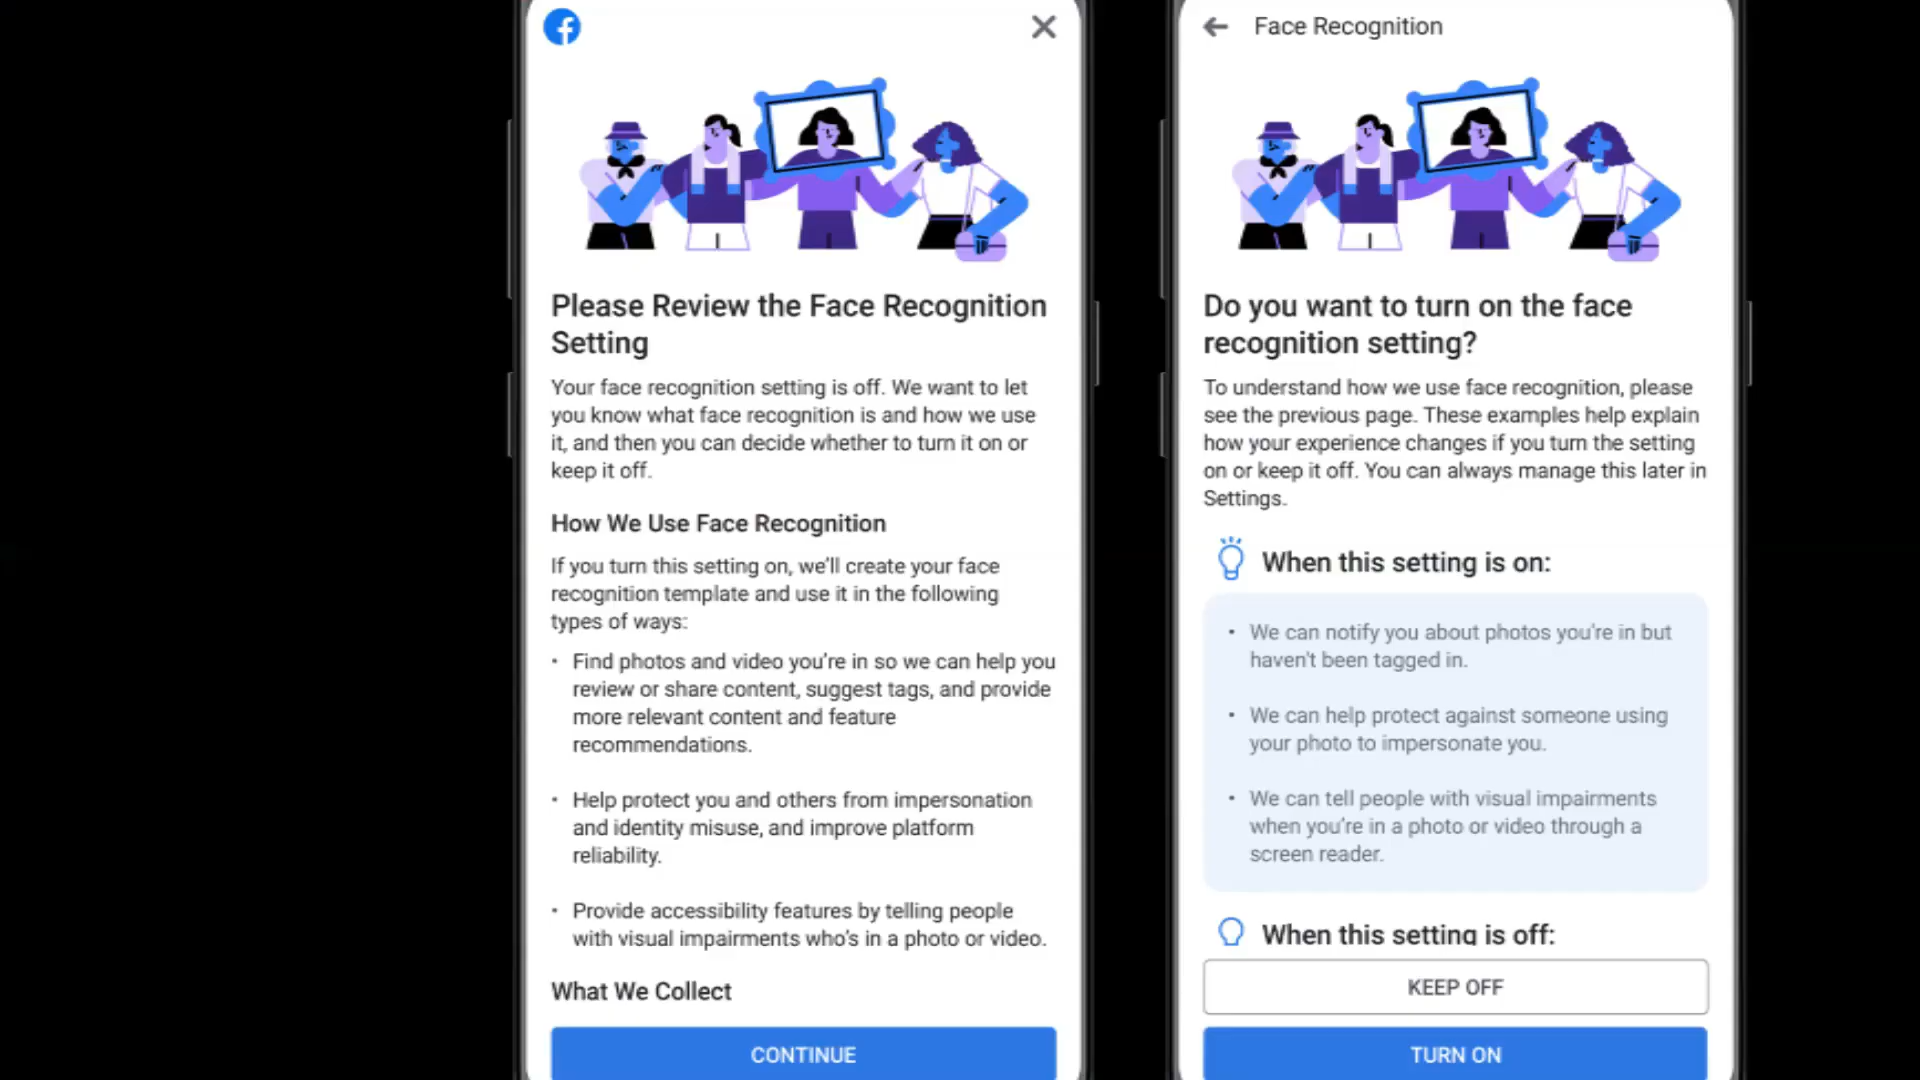 Please Review the Face Recognition
Setting
Your face recognition setting is off. We want to let
you know what face recognition is and how we use
it, and then you can decide whether to turn it on or
keep it off.
How We Use Face Recognition
If you turn this setting on, we'll create your face
recognition template and use it in the following
types of ways:
• Find photos and video you're in so we can help you
review or share content, suggest tags, and provide
more relevant content and feature
recommendations.
• Help protect you and others from impersonation
and identity misuse, and improve platform
reliability.
• Provide accessibility features by telling people
with visual impairments who's in a photo or video.
What We Collect
CONTINUE
Face Recognition
Do you want to turn on the face
recognition setting?
To understand how we use face recognition, please
see the previous page. These examples help explain
how your experience changes if you turn the setting
on or keep it off. You can always manage this later in
Settings.
When this setting is on:
• We can notify you about photos you're in but
haven't been tagged in.
• We can help protect against someone using
your photo to impersonate you.
• We can tell people with visual impairments
when you're in a photo or video through a
screen reader.
When this setting is off:
KEEP OFF
TURN ON